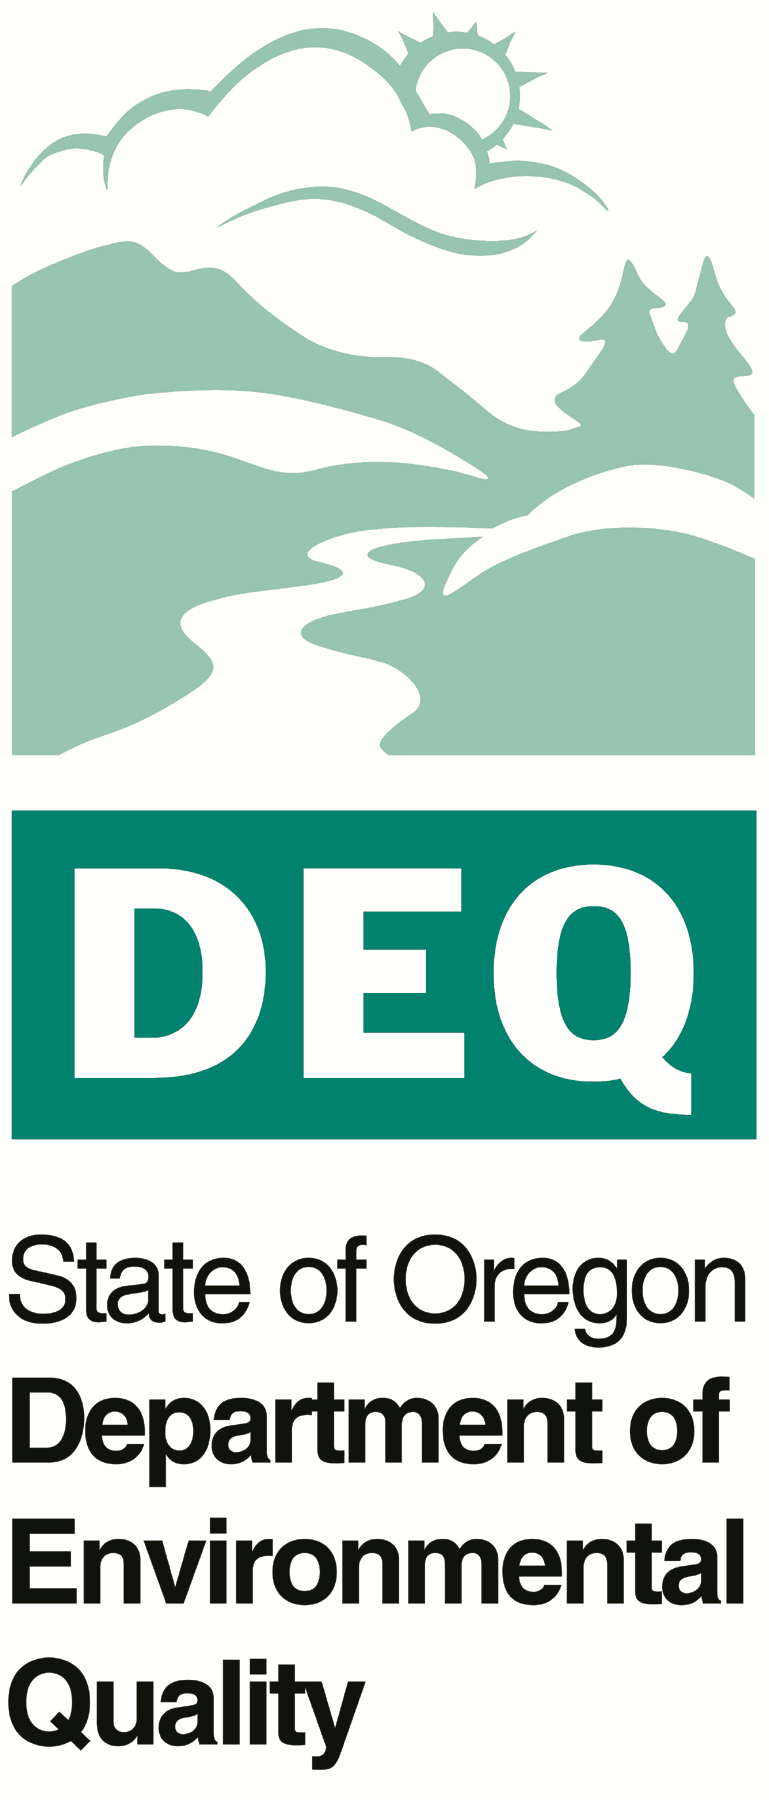 DEQ
State of Oregon
Department of
Environmental
Quality